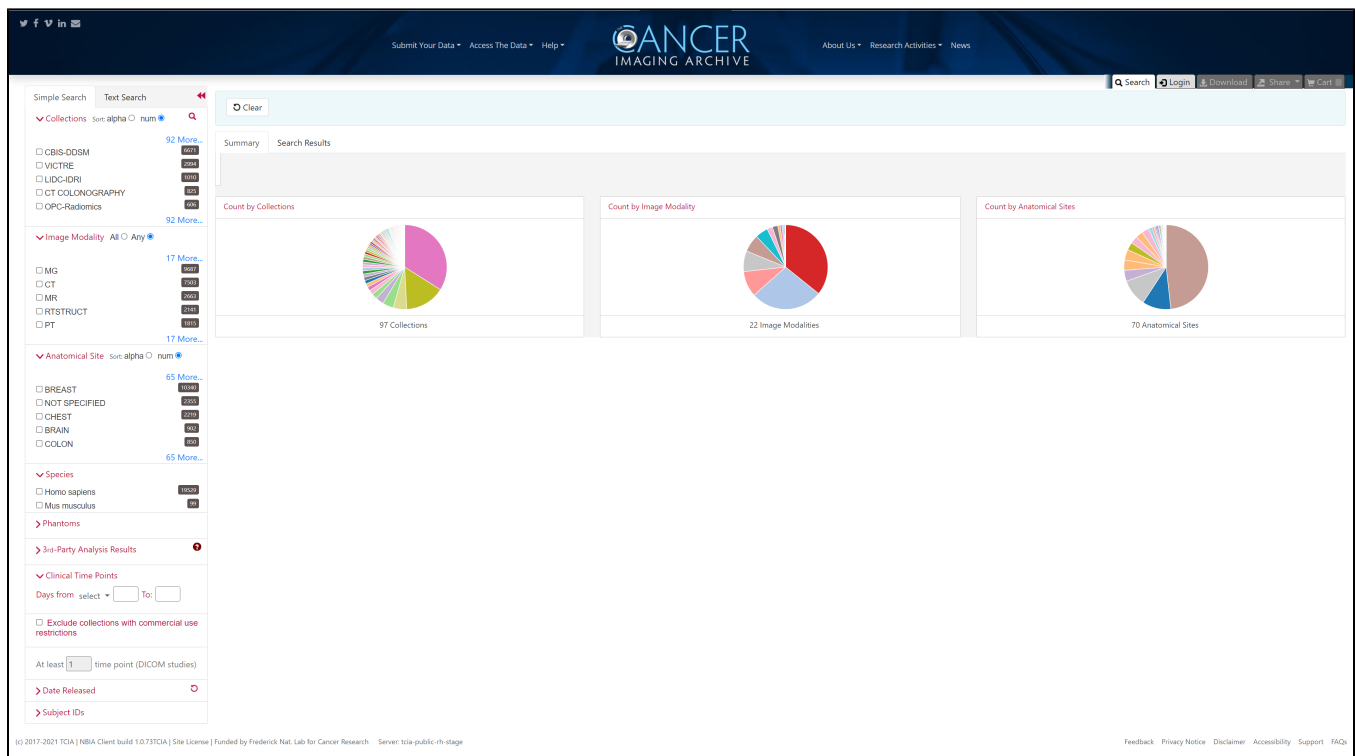 Submit Your Data Access The Data Help
CANCER
IMAGING ARCHIVE
About Us Research Activities News
Search Login Download Share Cart
Simple Search Text Search
Clear
Collections Sort: alpha num
92 More...
CBIS-DDSM 6671
VICTRE 2994
LIDC-IDRI 1010
CT COLONOGRAPHY 825
OPC-Radiomics 606
92 More...
Image Modality All Any
17 More...
MG 9687
CT 7503
MR 2663
RTSTRUCT 2141
PT 1815
17 More...
Anatomical Site Sort: alpha num
65 More...
BREAST 10340
NOT SPECIFIED 2355
CHEST 2219
BRAIN 902
COLON 850
65 More...
Species
Homo sapiens 19529
Mus musculus 99
Phantoms
3rd-Party Analysis Results
Clinical Time Points
Days from select To:
Exclude collections with commercial use
restrictions
At least 1 time point (DICOM studies)
Date Released
Subject IDs
Summary Search Results
Count by Collections
97 Collections
Count by Image Modality
22 Image Modalities
Count by Anatomical Sites
70 Anatomical Sites
(c) 2017-2021 TCIA | NBIA Client build 1.0.73TCIA | Site License | Funded by Frederick Nat. Lab for Cancer Research Server: tcia-public-rh-stage
Feedback Privacy Notice Disclaimer Accessibility Support FAQs